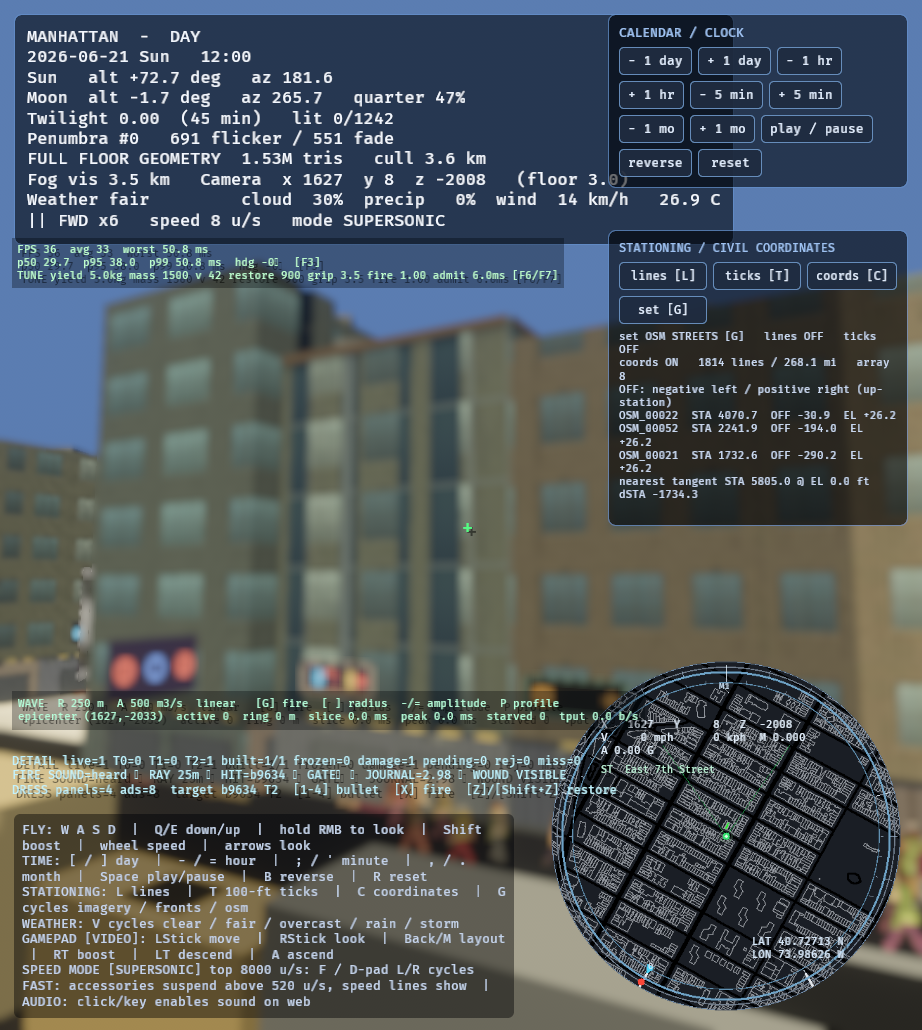 MANHATTAN - DAY
2026-06-21 Sun 12:00
Sun alt +72.7 deg az 181.6
Moon alt -1.7 deg az 265.7 quarter 47%
Twilight 0.00 (45 min) lit 0/1242
Penumbra #0 691 flicker / 551 fade
FULL FLOOR GEOMETRY 1.53M tris cull 3.6 km
Fog vis 3.5 km Camera x 1627 y 8 z -2008 (floor 3.0)
Weather fair cloud 30% precip 0% wind 14 km/h 26.9 C
|| FWD x6 speed 8 u/s mode SUPERSONIC
CALENDAR / CLOCK
- 1 day + 1 day - 1 hr
+ 1 hr - 5 min + 5 min
- 1 mo + 1 mo play / pause
reverse reset
FPS 36 avg 33 worst 50.8 ms
p50 29.7 p95 38.0 p99 50.8 ms hdg -0 [F3]
TUNE yield 5.0kg mass 1500 v 42 restore 900 grip 3.5 fire 1.00 admit 6.0ms [F6/F7]
STATIONING / CIVIL COORDINATES
lines [L] ticks [T] coords [C]
set [G]
set OSM STREETS [G] lines OFF ticks
OFF
coords ON 1814 lines / 268.1 mi array
8
OFF: negative left / positive right (up-
station)
OSM_00022 STA 4070.7 OFF -30.9 EL +26.2
OSM_00052 STA 2241.9 OFF -194.0 EL
+26.2
OSM_00021 STA 1732.6 OFF -290.2 EL
+26.2
nearest tangent STA 5805.0 @ EL 0.0 ft
dSTA -1734.3
WAVE R 250 m A 500 m3/s linear [G] fire [ ] radius -/= amplitude P profile
epicenter (1627,-2033) active 0 ring 0 m slice 0.0 ms peak 0.0 ms starved 0 tput 0.0 b/s
DETAIL live=1 T0=0 T1=0 T2=1 built=1/1 frozen=0 damage=1 pending=0 rej=0 miss=0
FIRE SOUND=heard RAY 25m HIT=b9634 GATE JOURNAL=2.98 WOUND VISIBLE
DRESS panels=4 ads=8 target b9634 T2 [1-4] bullet [X] fire [Z]/[Shift+Z] restore
FLY: W A S D | Q/E down/up | hold RMB to look | Shift
boost | wheel speed | arrows look
TIME: [ / ] day | - / = hour | ; / ' minute | , / .
month | Space play/pause | B reverse | R reset
STATIONING: L lines | T 100-ft ticks | C coordinates | G
cycles imagery / fronts / osm
WEATHER: V cycles clear / fair / overcast / rain / storm
GAMEPAD [VIDEO]: LStick move | RStick look | Back/M layout
| RT boost | LT descend | A ascend
SPEED MODE [SUPERSONIC] top 8000 u/s: F / D-pad L/R cycles
FAST: accessories suspend above 520 u/s, speed lines show |
AUDIO: click/key enables sound on web
X 1627 Y 8 Z -2008
V 0 mph 0 kph M 0.000
A 0.00 G
ST East 7th Street
LAT 40.72713 N
LON 73.98626 W